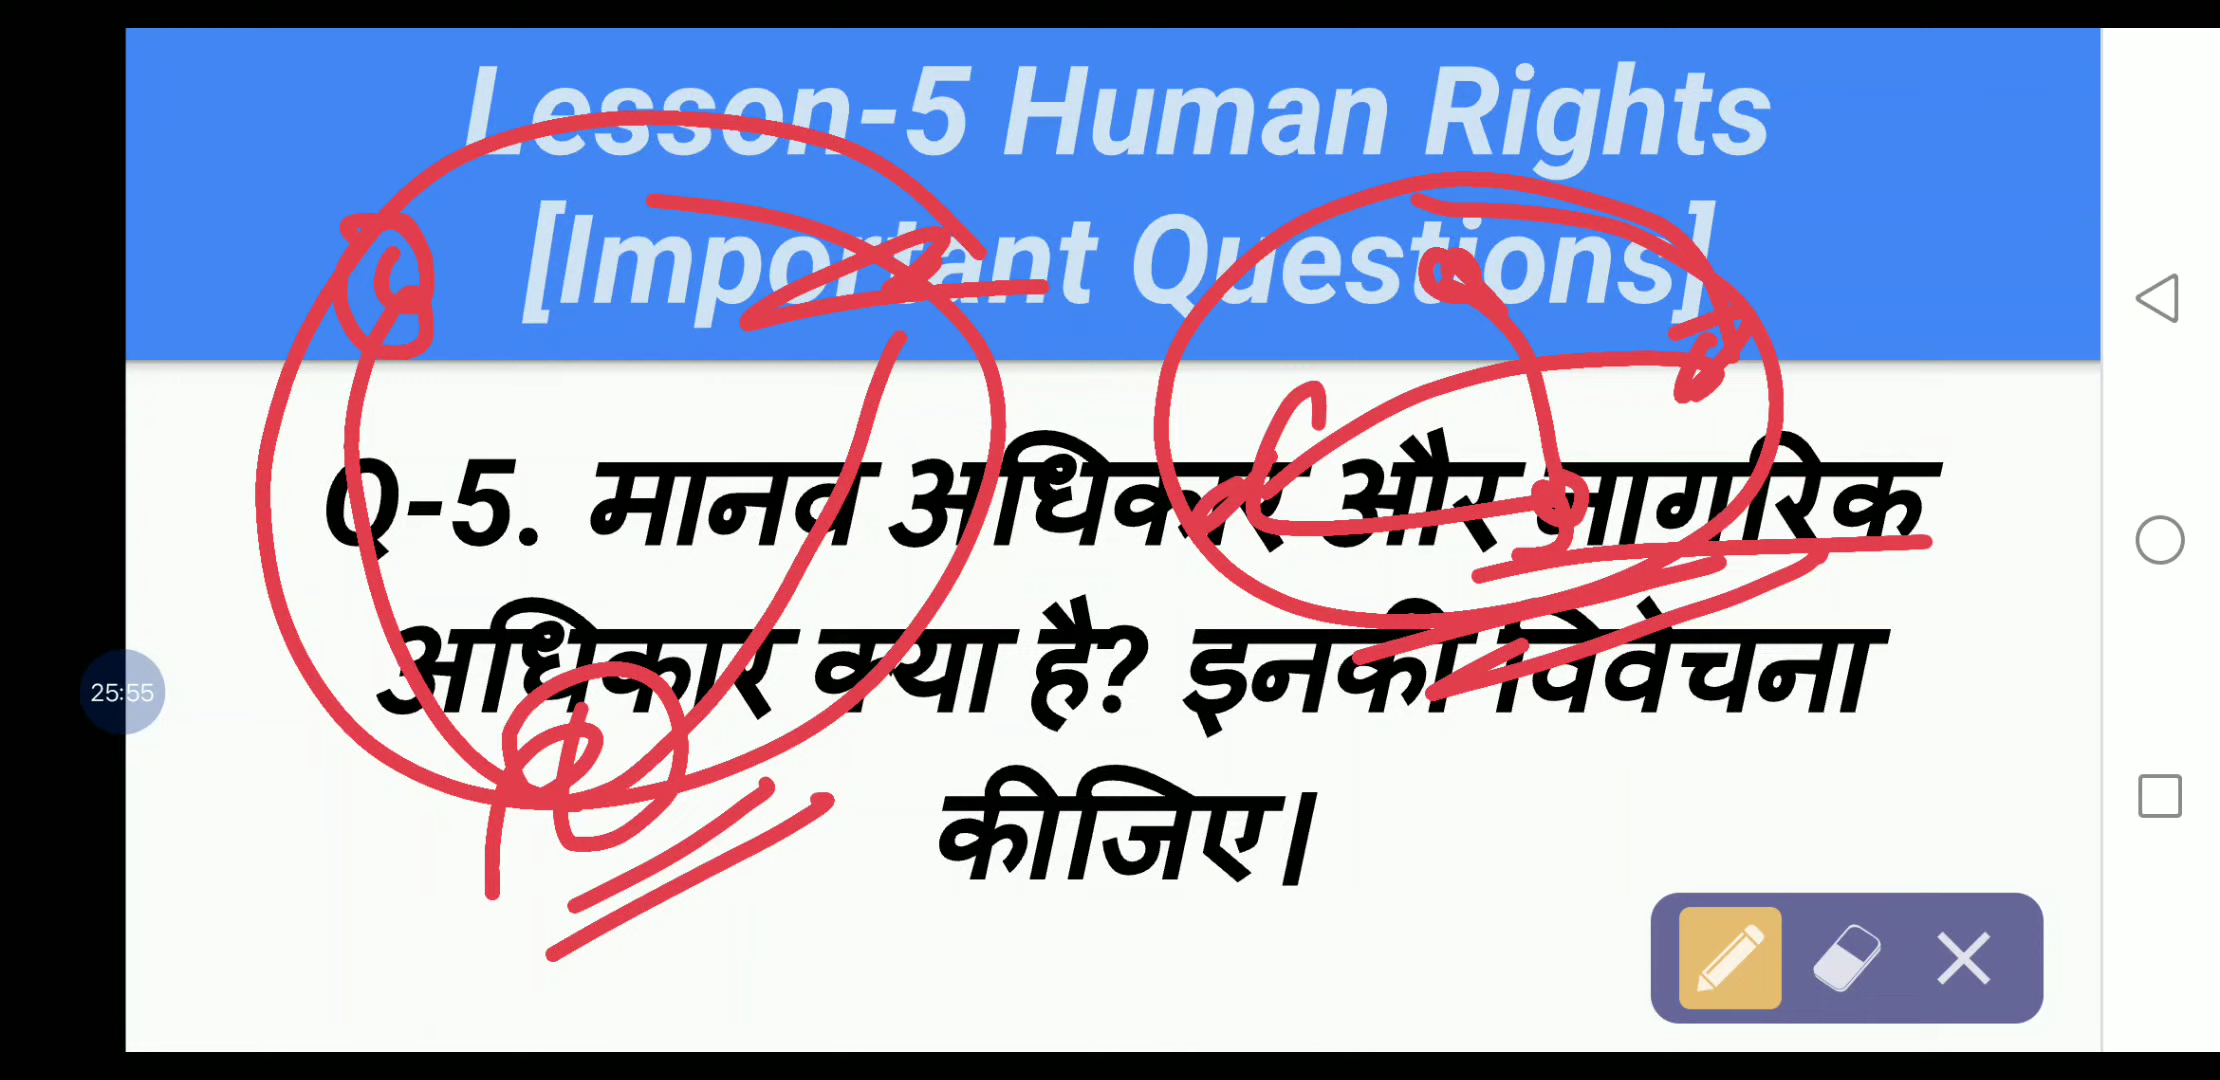 Lesson-5 Human Rights
[Important Questions]
Q-5. मानव अधिकार और नागरिक
अधिकार क्या है? इनकी विवेचना
कीजिए|
25:55